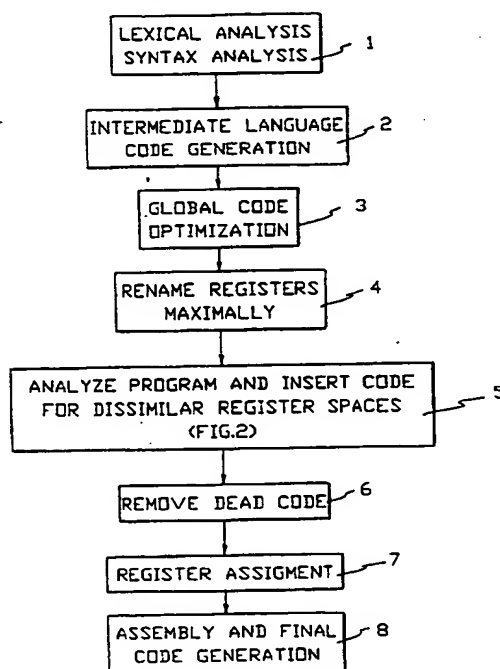 LEXICAL ANALYSIS
SYNTAX ANALYSIS
1
INTERMEDIATE LANGUAGE
CODE GENERATION
2
GLOBAL CODE
OPTIMIZATION
3
RENAME REGISTERS
MAXIMALLY
4
ANALYZE PROGRAM AND INSERT CODE
FOR DISSIMILAR REGISTER SPACES
(FIG.2)
5
REMOVE DEAD CODE
6
REGISTER ASSIGMENT
7
ASSEMBLY AND FINAL
CODE GENERATION
8